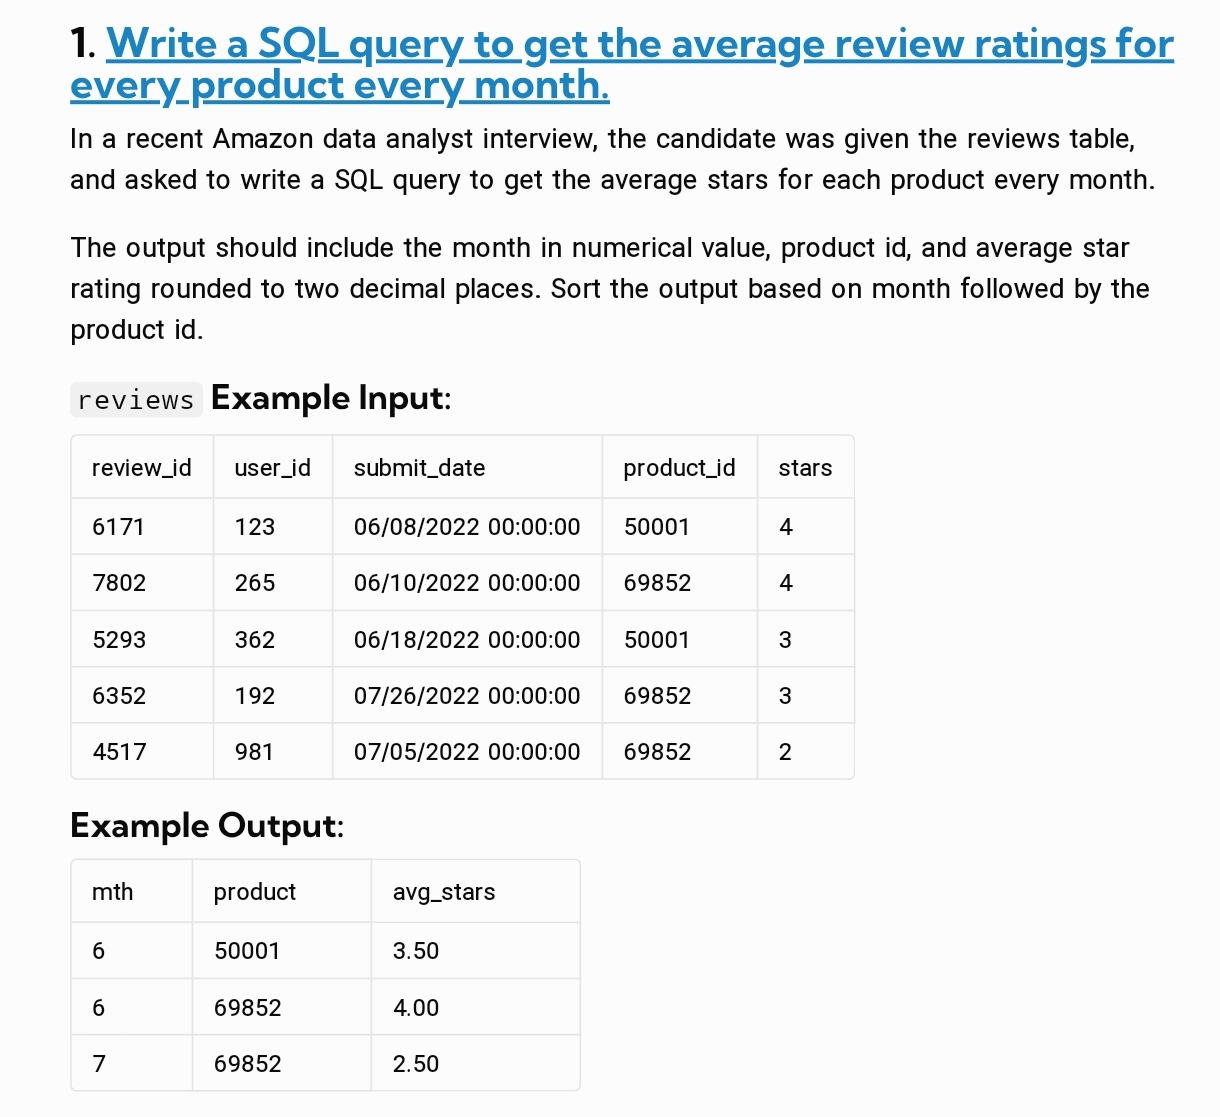 1. Write a SQL query to get the average review ratings for
every product every month.
In a recent Amazon data analyst interview, the candidate was given the reviews table,
and asked to write a SQL query to get the average stars for each product every month.
The output should include the month in numerical value, product id, and average star
rating rounded to two decimal places. Sort the output based on month followed by the
product id.
reviews Example Input:
review_id user_id submit_date product_id stars
6171 123 06/08/2022 00:00:00 50001 4
7802 265 06/10/2022 00:00:00 69852 4
5293 362 06/18/2022 00:00:00 50001 3
6352 192 07/26/2022 00:00:00 69852 3
4517 981 07/05/2022 00:00:00 69852 2
Example Output:
mth product avg_stars
6 50001 3.50
6 69852 4.00
7 69852 2.50